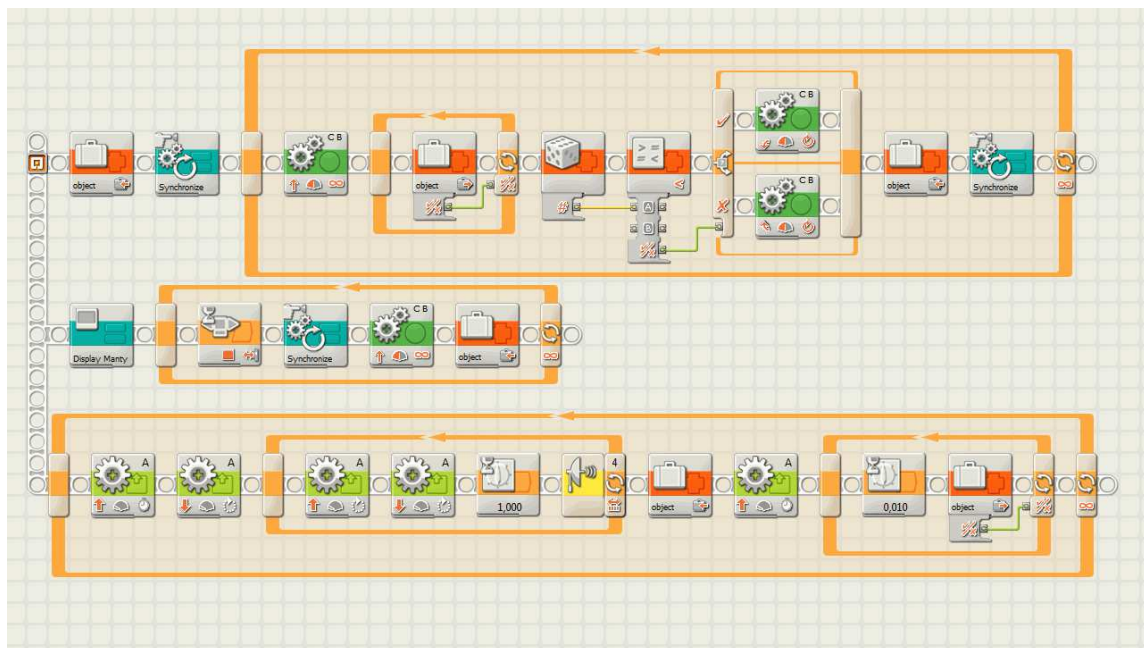 C B
C B
object
Synchronize
object
#
A
B
C B
object
Synchronize
C B
Display Manty
Synchronize
object
A
A
A
A
1,000
4
object
A
0,010
object